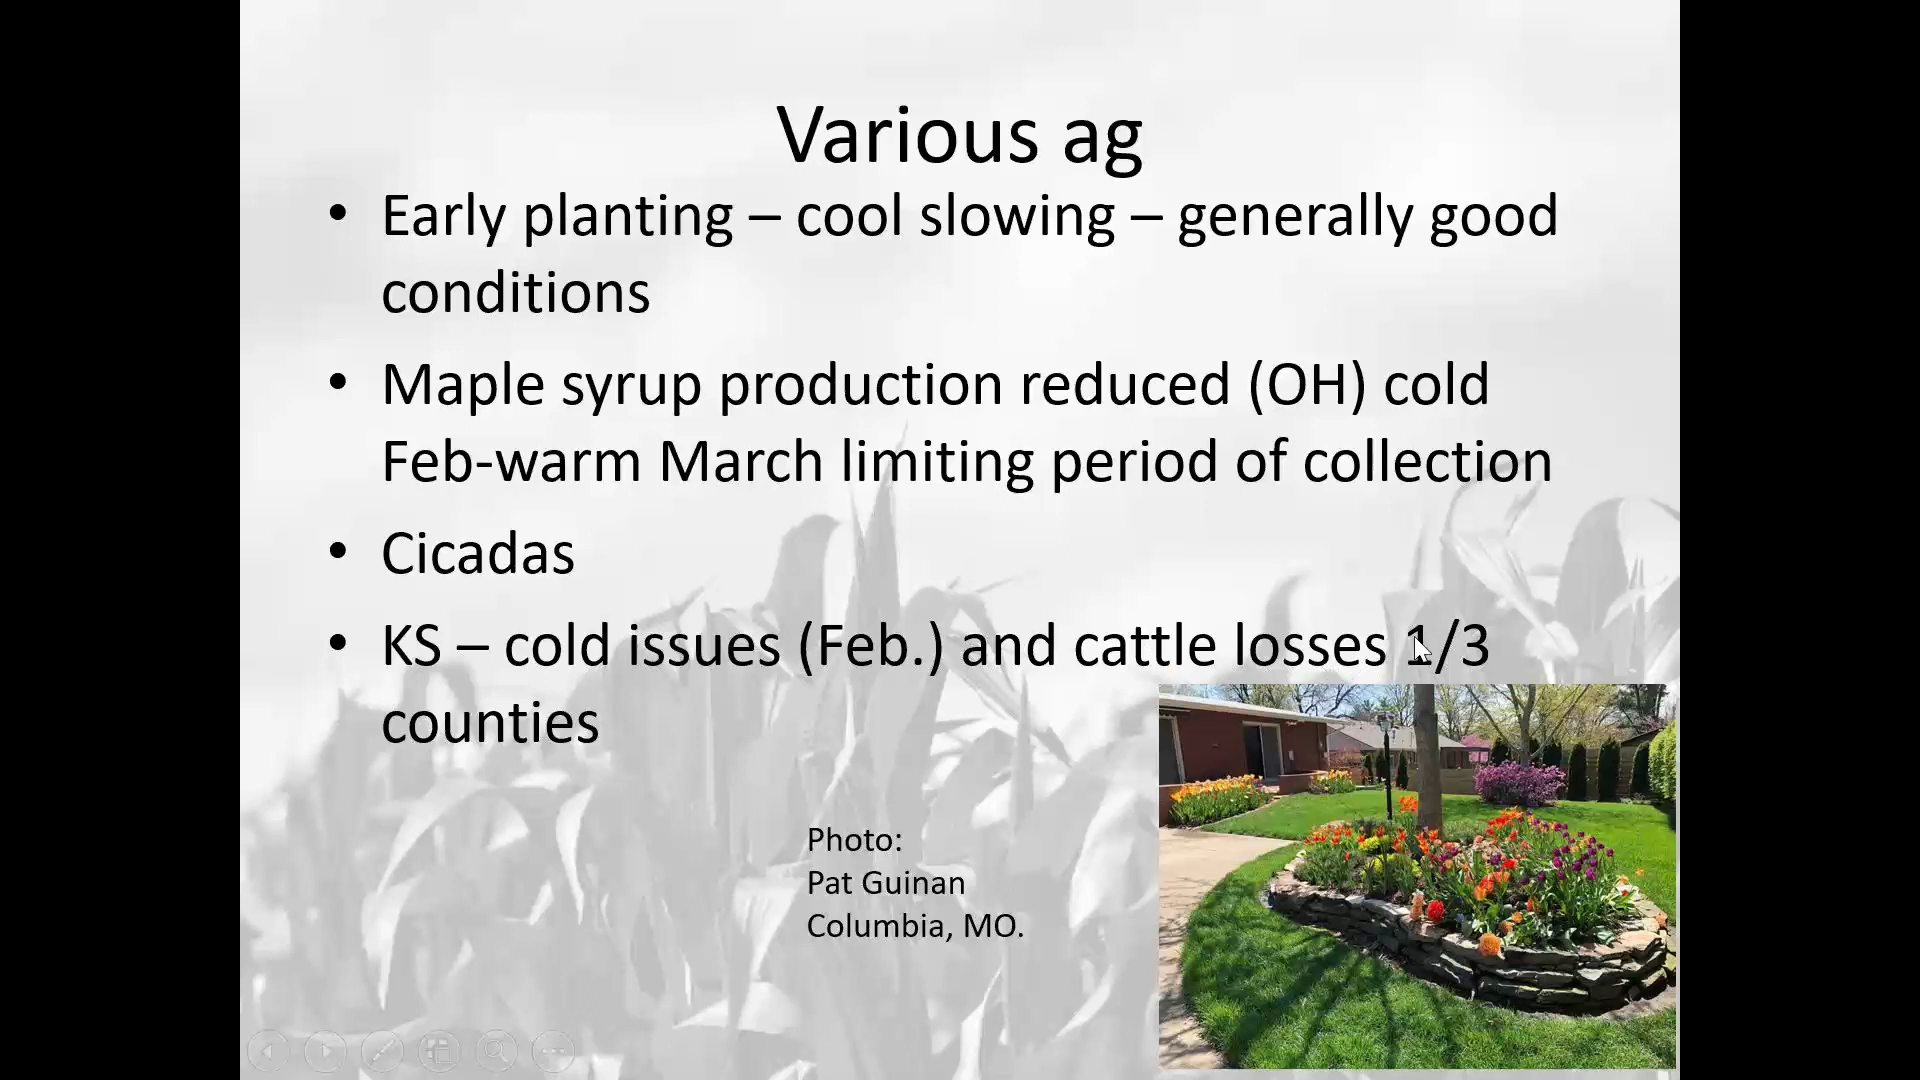 Various ag
• Early planting – cool slowing – generally good
conditions
• Maple syrup production reduced (OH) cold
Feb-warm March limiting period of collection
• Cicadas
• KS – cold issues (Feb.) and cattle losses 1/3
counties
Photo:
Pat Guinan
Columbia, MO.